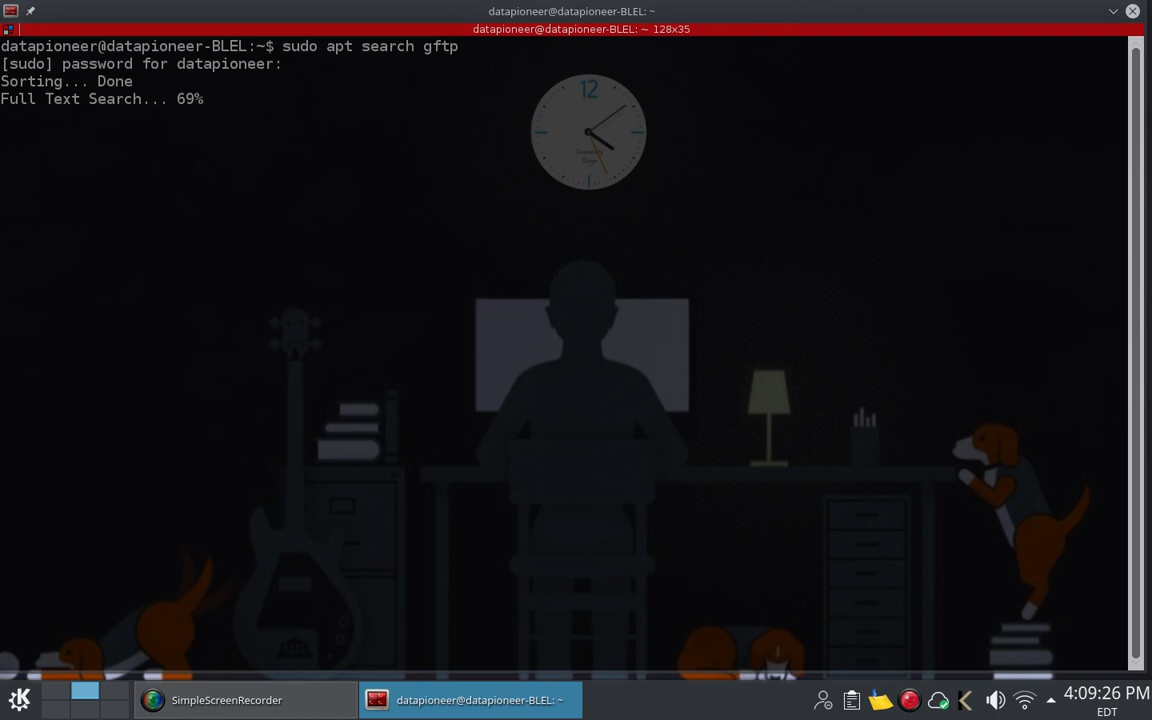 datapioneer@datapioneer-BLEL: ~
datapioneer@datapioneer-BLEL: ~ 128x35
datapioneer@datapioneer-BLEL:~$ sudo apt search gftp
[sudo] password for datapioneer:
Sorting... Done
Full Text Search... 69%
12
SimpleScreenRecorder
datapioneer@datapioneer-BLEL: ~
4:09:26 PM
EDT